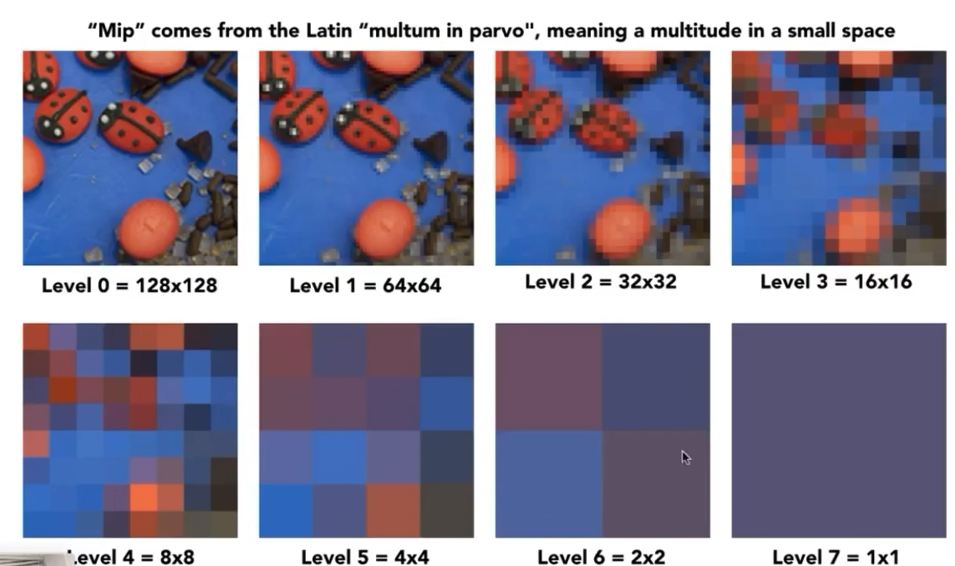 “Mip” comes from the Latin “multum in parvo", meaning a multitude in a small space
Level 0 = 128x128
Level 1 = 64x64
Level 2 = 32x32
Level 3 = 16x16
Level 4 = 8x8
Level 5 = 4x4
Level 6 = 2x2
Level 7 = 1x1